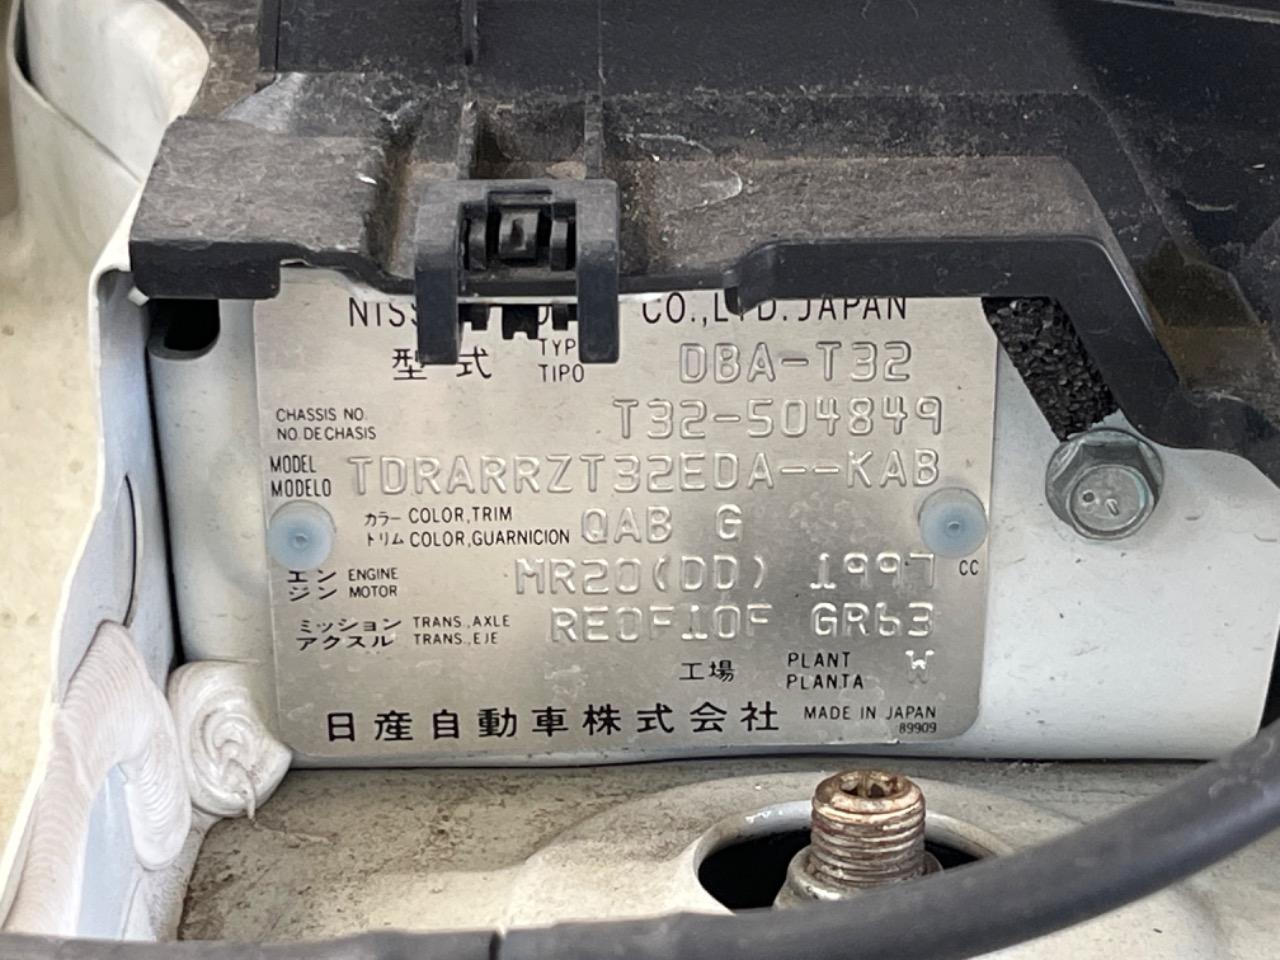 CO.,LTD.JAPAN
型式 TIPO DBA-T32
CHASSIS NO.
NO.DE CHASIS T32-504849
MODEL
MODELO TDRARRZT32EDA--KAB
カラー COLOR,TRIM
トリム COLOR,GUARNICION QAB G
エン ENGINE
ジン MOTOR MR20(DD) 1997 CC
ミッション TRANS.,AXLE
アクスル TRANS.,EJE RE0F10F GR63
工場 PLANT
PLANTA W
日産自動車株式会社 MADE IN JAPAN
89909